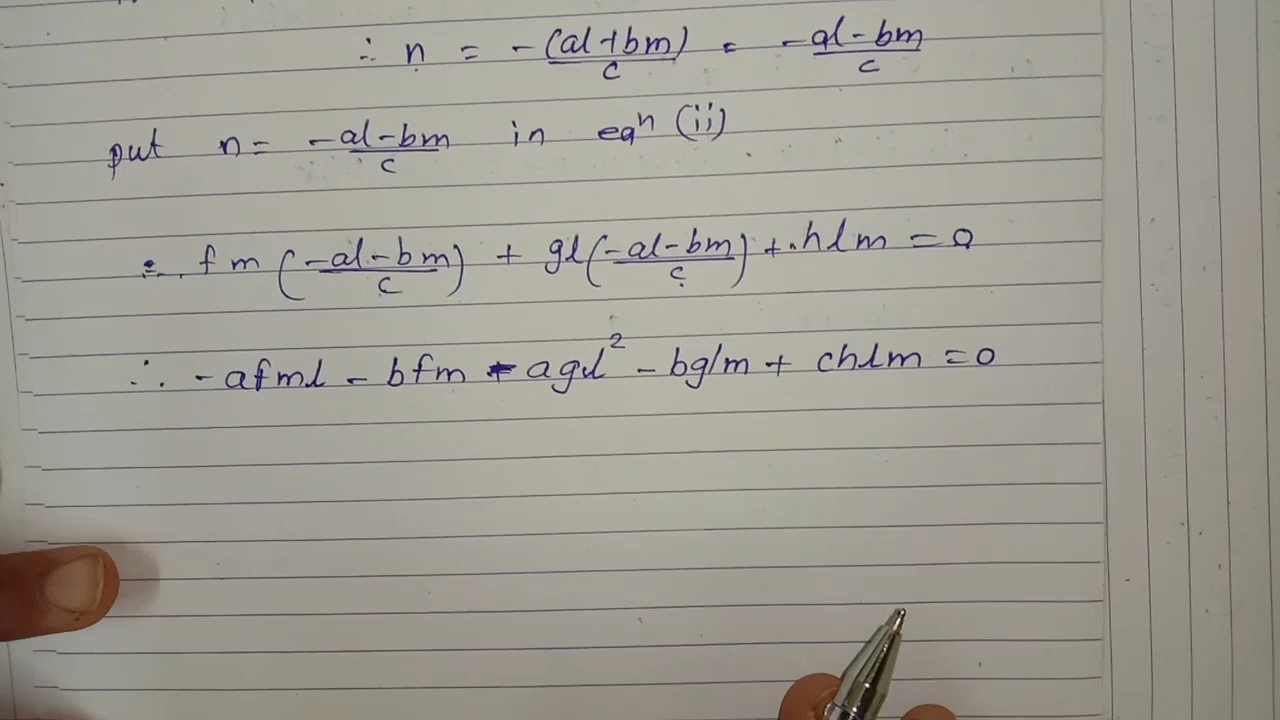 ∴ n = -(al+bm)/c = -al-bm/c
put n= -al-bm/c in eqⁿ (ii)
∴ fm(-al-bm/c) + gl(-al-bm/c) + hlm = 0
∴ -afml - bfm - agl² - bglm + chlm = 0